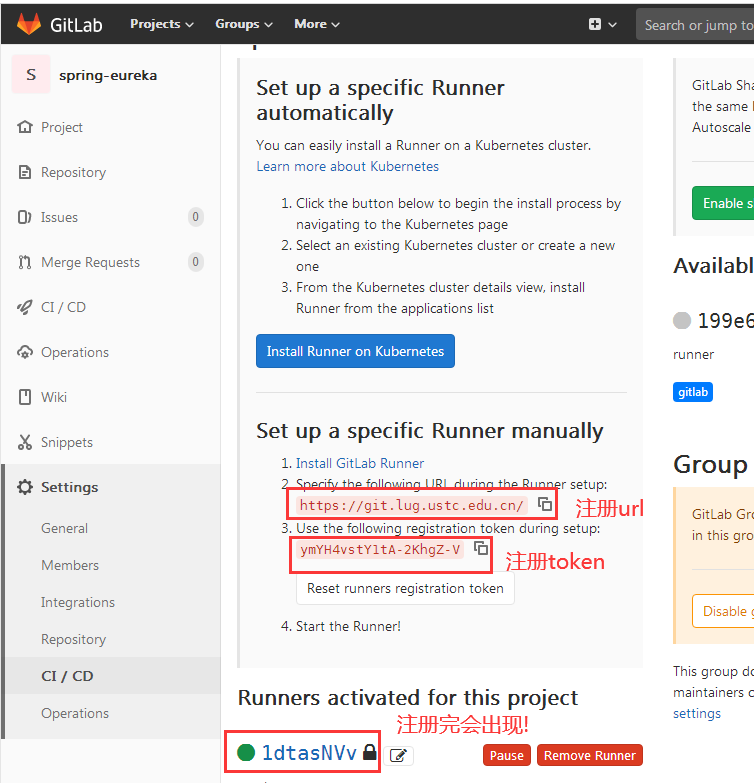 GitLab Projects Groups More Search or jump to
spring-eureka
S
Project
Repository
Issues 0
Merge Requests 0
CI / CD
Operations
Wiki
Snippets
Settings
General
Members
Integrations
Repository
CI / CD
Operations
Set up a specific Runner
automatically
You can easily install a Runner on a Kubernetes cluster.
Learn more about Kubernetes
1. Click the button below to begin the install process by
navigating to the Kubernetes page
2. Select an existing Kubernetes cluster or create a new
one
3. From the Kubernetes cluster details view, install
Runner from the applications list
Install Runner on Kubernetes
Set up a specific Runner manually
1. Install GitLab Runner
2. Specify the following URL during the Runner setup:
https://git.lug.ustc.edu.cn/ 注册url
3. Use the following registration token during setup:
ymYH4vstY1tA-2KhgZ-V 注册token
Reset runners registration token
4. Start the Runner!
Runners activated for this project
注册完会出现!
1dtasNVv Pause Remove Runner
GitLab Sha
the same
Autoscale
Enable s
Availabl
199e6
runner
gitlab
Group
GitLab Gro
in this gro
Disable g
This group do
maintainers c
settings